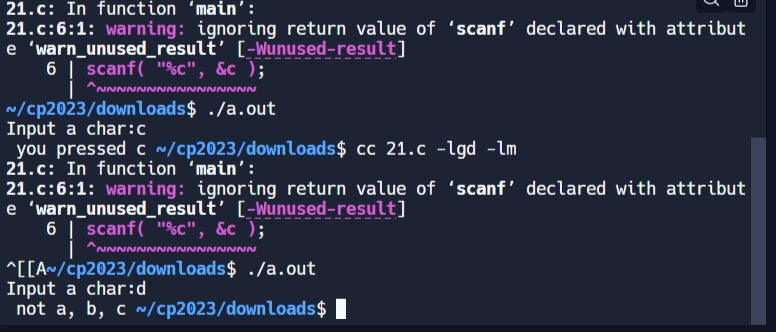 21.c: In function ‘main’:
21.c:6:1: warning: ignoring return value of ‘scanf’ declared with attribut
e ‘warn_unused_result’ [-Wunused-result]
    6 | scanf( "%c", &c );
      | ^~~~~~~~~~~~~~~~~
~/cp2023/downloads$ ./a.out
Input a char:c
 you pressed c ~/cp2023/downloads$ cc 21.c -lgd -lm
21.c: In function ‘main’:
21.c:6:1: warning: ignoring return value of ‘scanf’ declared with attribut
e ‘warn_unused_result’ [-Wunused-result]
    6 | scanf( "%c", &c );
      | ^~~~~~~~~~~~~~~~~
^[[A~/cp2023/downloads$ ./a.out
Input a char:d
 not a, b, c ~/cp2023/downloads$